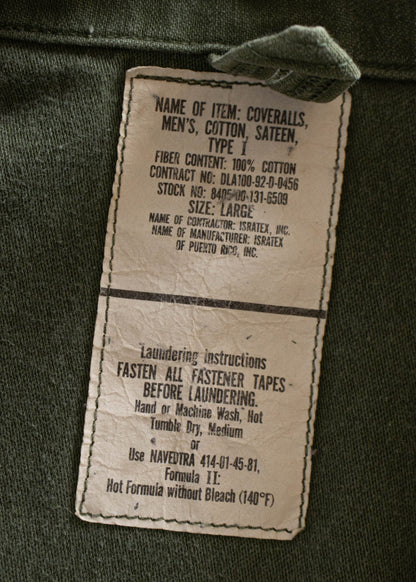 NAME OF ITEM: COVERALLS,
MEN'S, COTTON, SATEEN,
TYPE I
FIBER CONTENT: 100% COTTON
CONTRACT NO: DLA100-92-D-0456
STOCK NO: 8405-00-131-6509
SIZE: LARGE
NAME OF CONTRACTOR: ISRATEX, INC.
NAME OF MANUFACTURER: ISRATEX
OF PUERTO RICO, INC.
Laundering Instructions
FASTEN ALL FASTENER TAPES
BEFORE LAUNDERING.
Hand or Machine Wash, Hot
Tumble Dry, Medium
or
Use NAVEDTRA 414-01-45-81,
Formula II:
Hot Formula without Bleach (140°F)